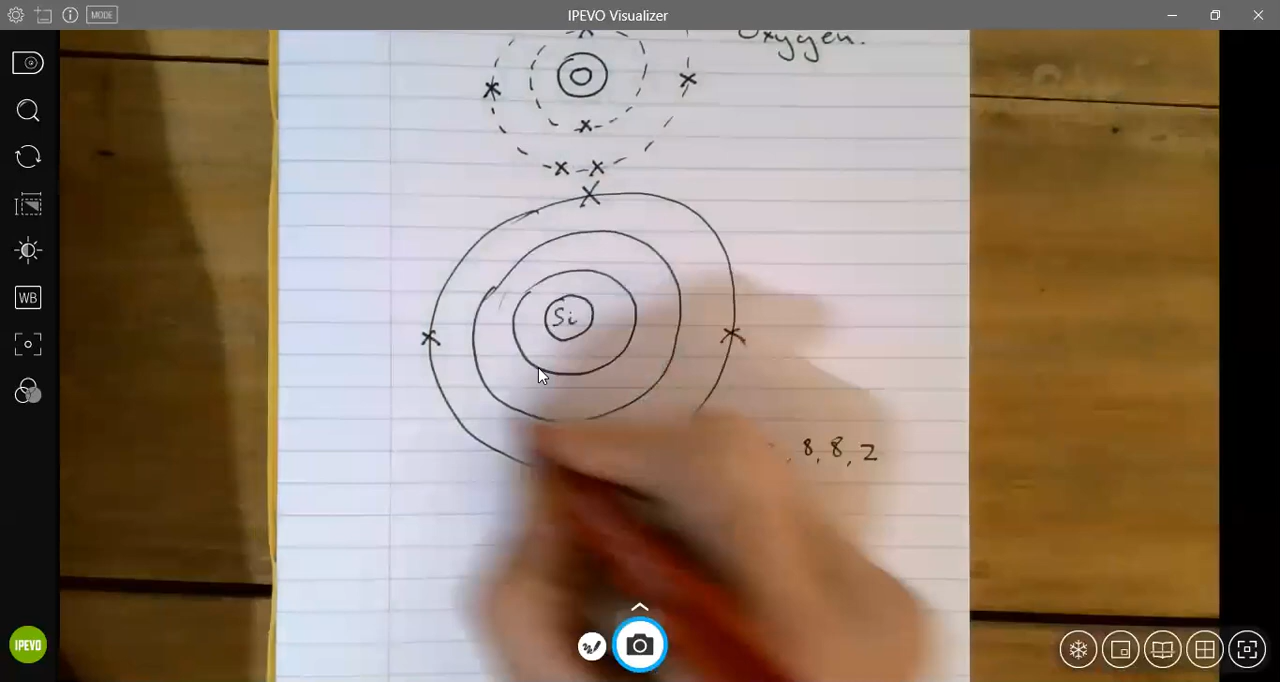 IPEVO Visualizer
MODE
Oxygen.
O
Si
WB
, 8, 8, 2
IPEVO